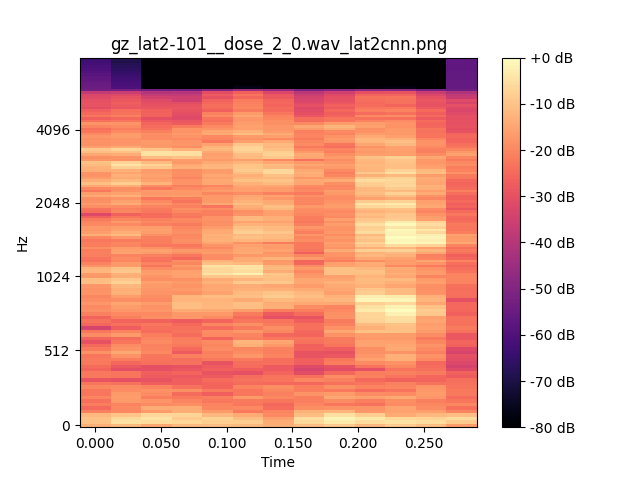 gz_lat2-101__dose_2_0.wav_lat2cnn.png
Hz
4096
2048
1024
512
0
0.000 0.050 0.100 0.150 0.200 0.250
Time
+0 dB
-10 dB
-20 dB
-30 dB
-40 dB
-50 dB
-60 dB
-70 dB
-80 dB